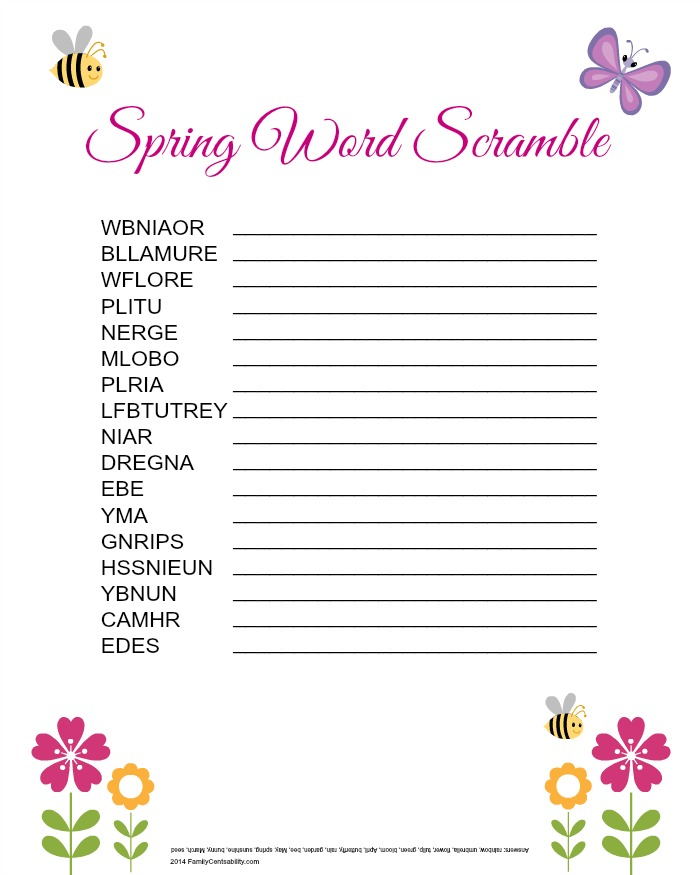 Spring Word Scramble
WBNIAOR
BLLAMURE
WFLORE
PLITU
NERGE
MLOBO
PLRIA
LFBTUTREY
NIAR
DREGNA
EBE
YMA
GNRIPS
HSSNIEUN
YBNUN
CAMHR
EDES
Answers: rainbow, umbrella, flower, tulip, green, bloom, April, butterfly, rain, garden, bee, May, spring, sunshine, bunny, March, seed
2014 FamilyCentsability.com